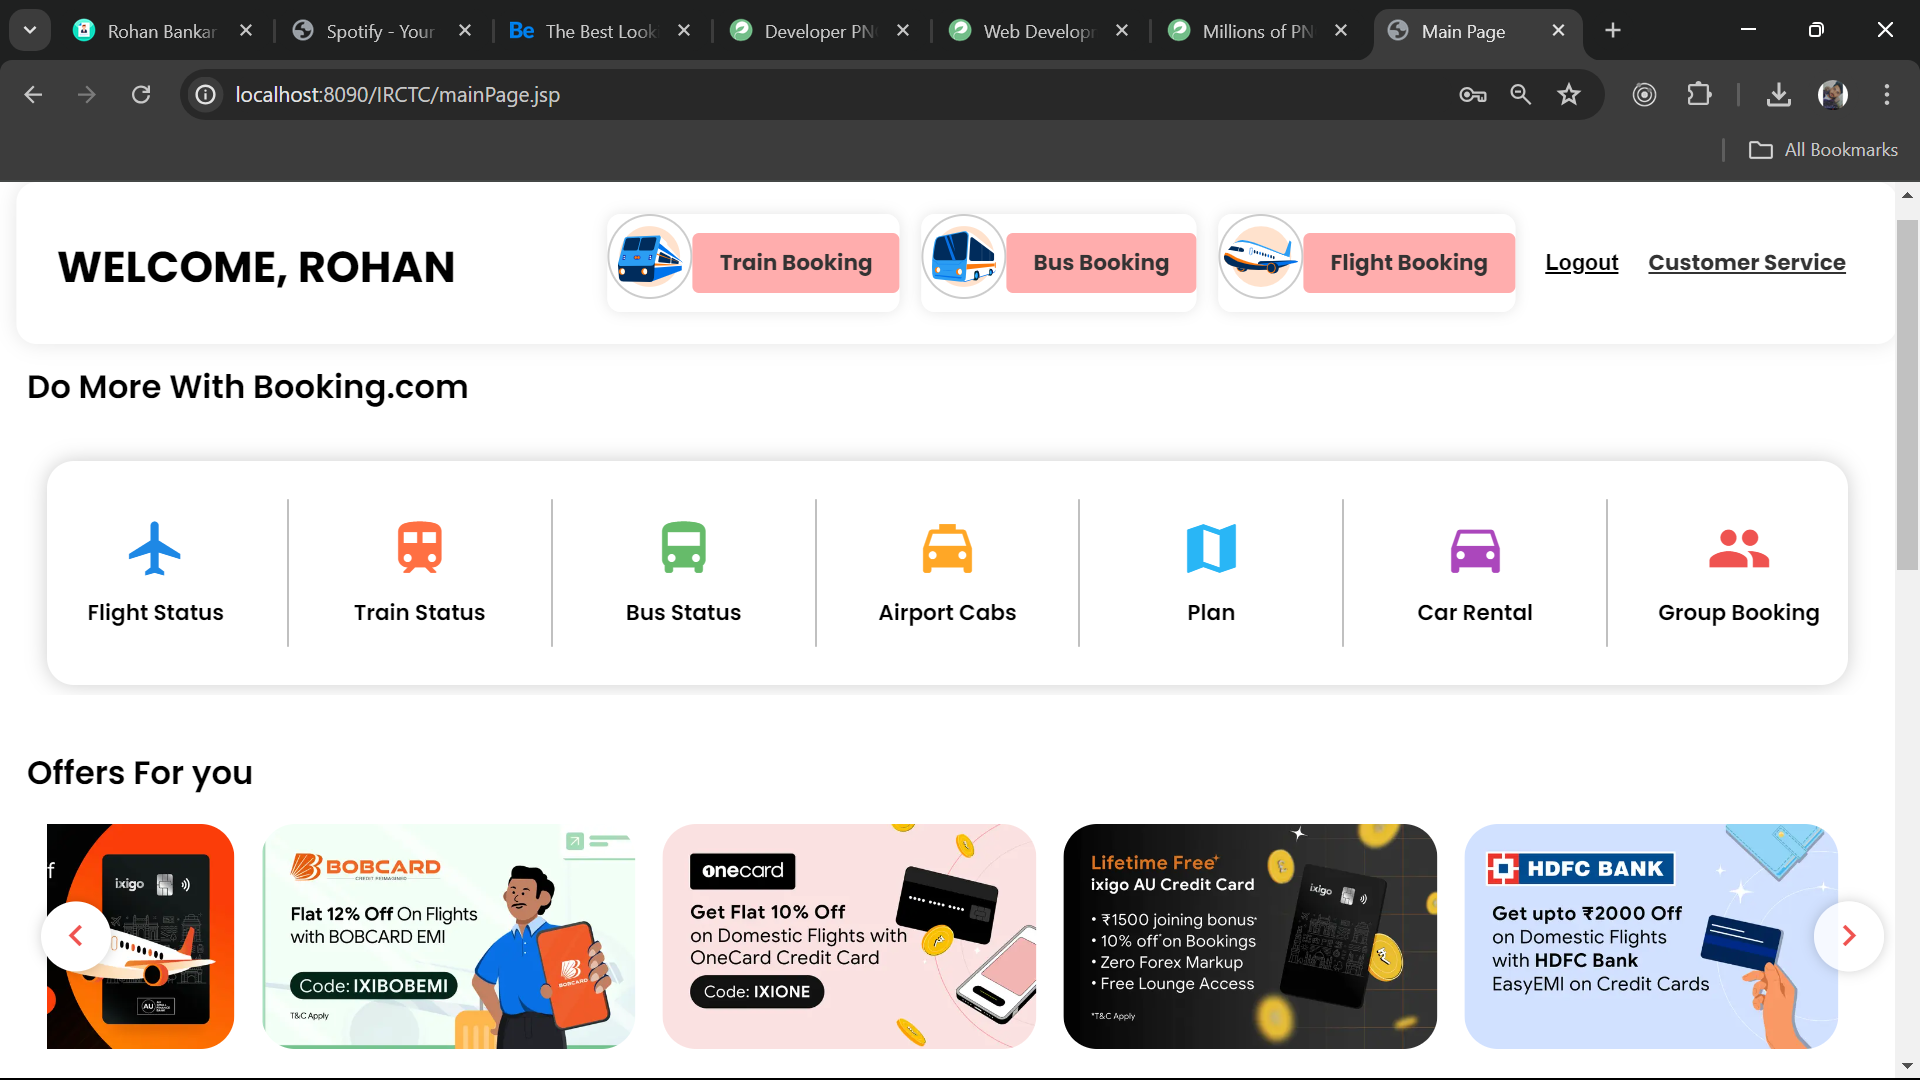 Rohan Bankar
Spotify - Your
Be The Best Look
Developer PN
Web Developm
Millions of PN
Main Page
localhost:8090/IRCTC/mainPage.jsp
All Bookmarks
WELCOME, ROHAN
Train Booking
Bus Booking
Flight Booking
Logout
Customer Service
Do More With Booking.com
Flight Status
Train Status
Bus Status
Airport Cabs
Plan
Car Rental
Group Booking
Offers For you
f
ixigo
AU
BOBCARD
CREDIT REIMAGINED
Flat 12% Off On Flights
with BOBCARD EMI
Code: IXIBOBEMI
T&C Apply
BOBCARD
onecard
Get Flat 10% Off
on Domestic Flights with
OneCard Credit Card
Code: IXIONE
Lifetime Free+
ixigo AU Credit Card
• ₹1500 joining bonus*
• 10% off on Bookings
• Zero Forex Markup
• Free Lounge Access
*T&C Apply
ixigo
HDFC BANK
Get upto ₹2000 Off
on Domestic Flights
with HDFC Bank
EasyEMI on Credit Cards